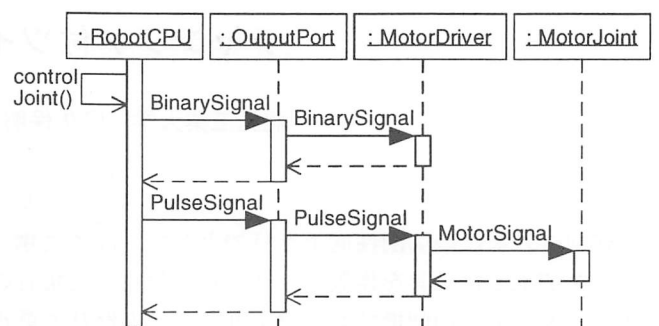 : RobotCPU
: OutputPort
: MotorDriver
: MotorJoint
control
Joint()
BinarySignal
BinarySignal
PulseSignal
PulseSignal
MotorSignal